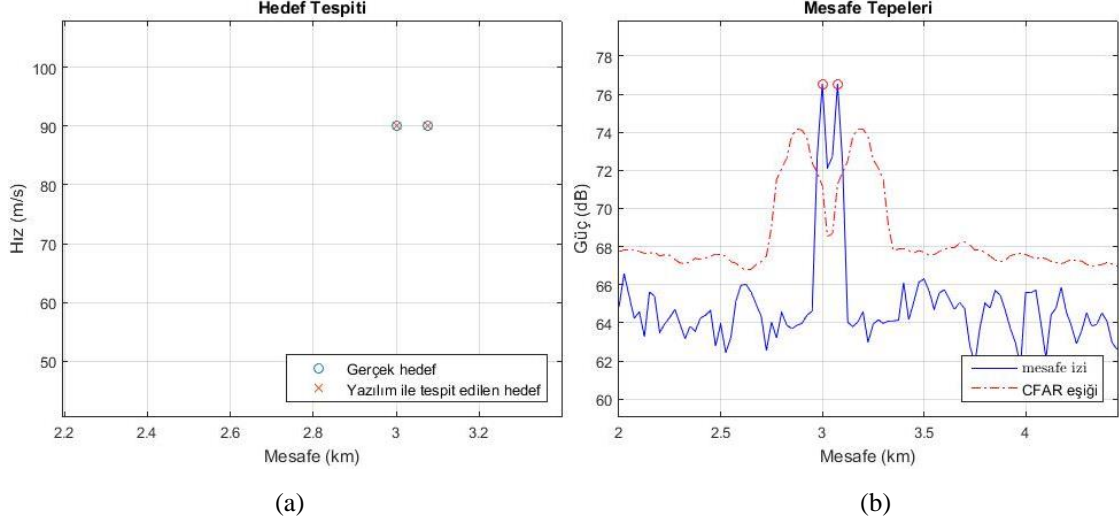 Hedef Tespiti
Hız (m/s)
100
90
80
70
60
50
2.2
2.4
2.6
2.8
3
3.2
Mesafe (km)
Gerçek hedef
Yazılım ile tespit edilen hedef
(a)
Mesafe Tepeleri
Güç (dB)
78
76
74
72
70
68
66
64
62
60
2
2.5
3
3.5
4
Mesafe (km)
mesafe izi
CFAR eşiği
(b)